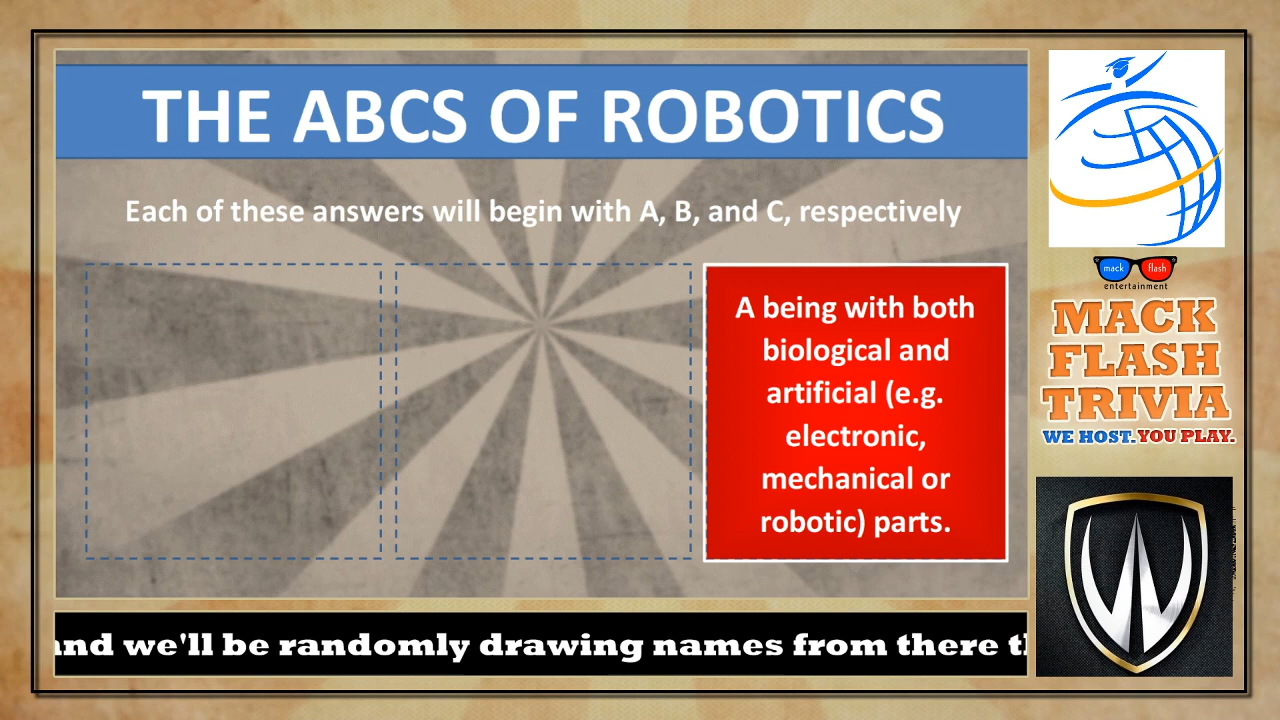 THE ABCS OF ROBOTICS
Each of these answers will begin with A, B, and C, respectively
A being with both
biological and
artificial (e.g.
electronic,
mechanical or
robotic) parts.
mack flash
entertainment
MACK
FLASH
TRIVIA
WE HOST. YOU PLAY.
and we'll be randomly drawing names from there